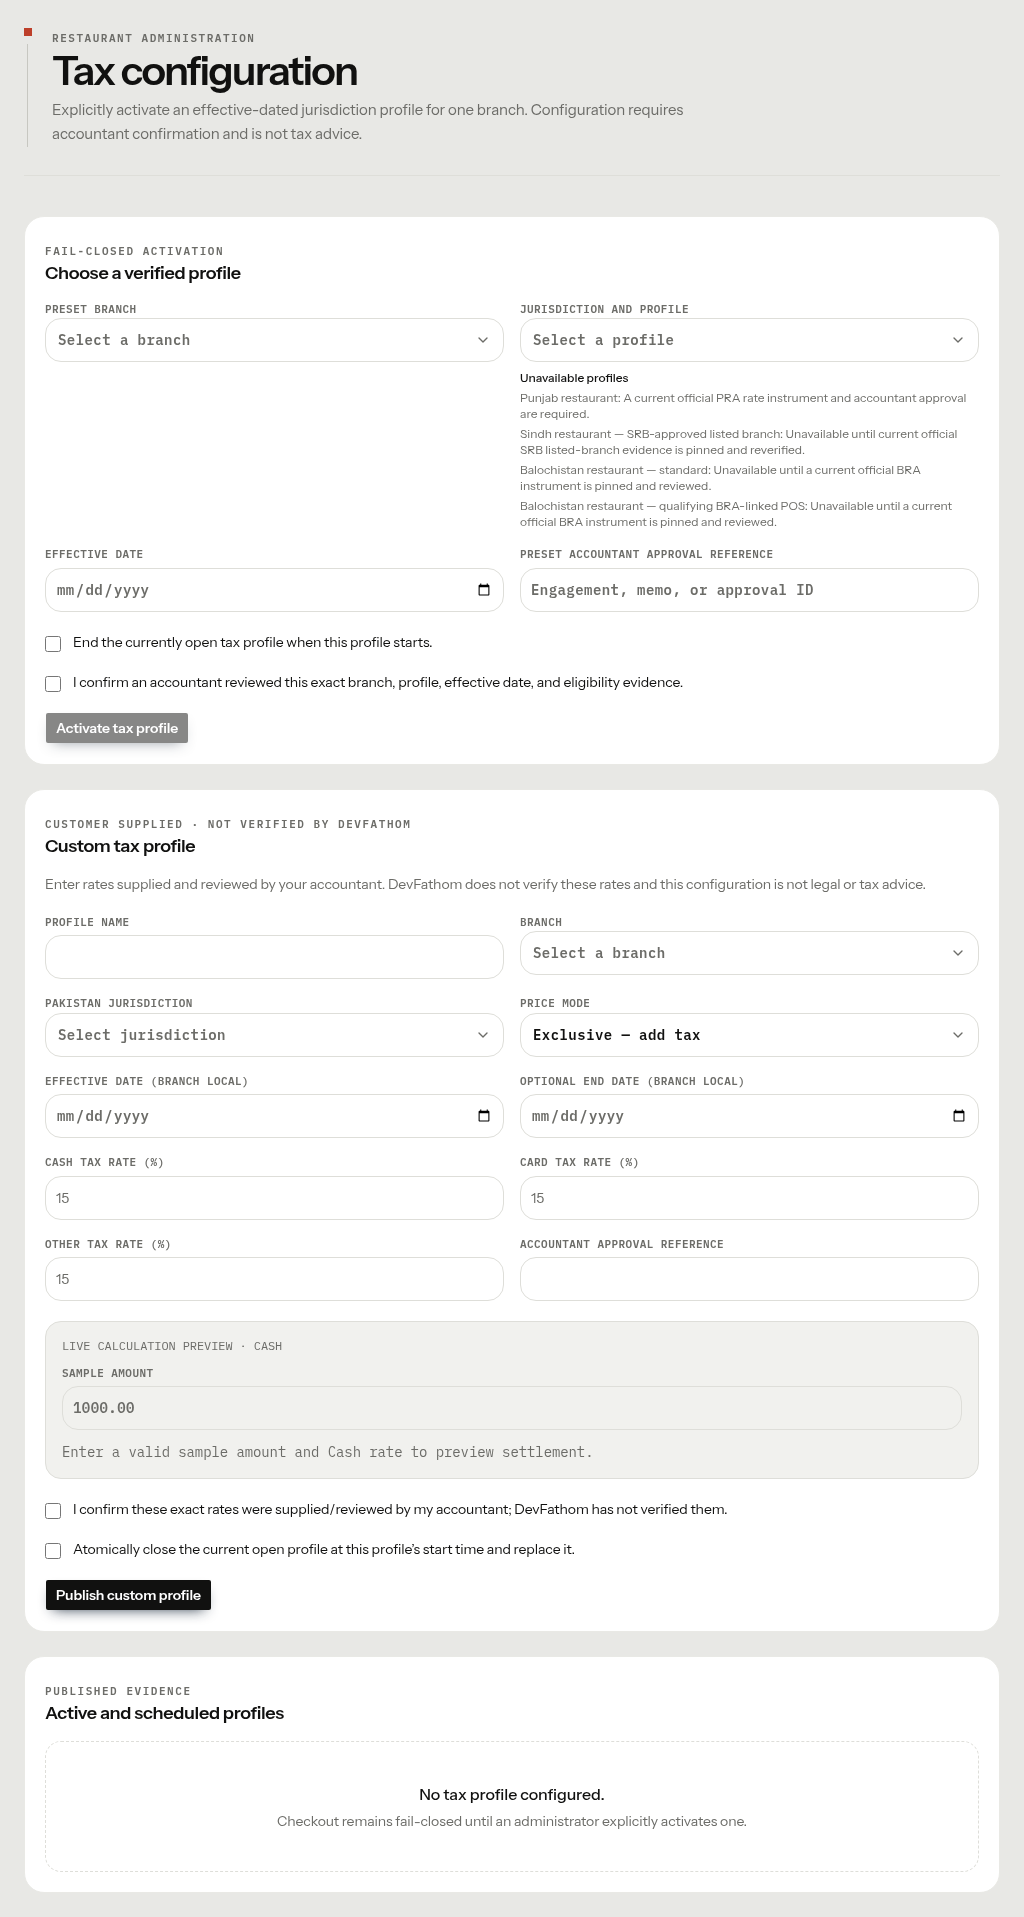 RESTAURANT ADMINISTRATION
Tax configuration
Explicitly activate an effective-dated jurisdiction profile for one branch. Configuration requires
accountant confirmation and is not tax advice.
FAIL-CLOSED ACTIVATION
Choose a verified profile
PRESET BRANCH
Select a branch
JURISDICTION AND PROFILE
Select a profile
Unavailable profiles
Punjab restaurant: A current official PRA rate instrument and accountant approval
are required.
Sindh restaurant — SRB-approved listed branch: Unavailable until current official
SRB listed-branch evidence is pinned and reverified.
Balochistan restaurant — standard: Unavailable until a current official BRA
instrument is pinned and reviewed.
Balochistan restaurant — qualifying BRA-linked POS: Unavailable until a current
official BRA instrument is pinned and reviewed.
EFFECTIVE DATE
mm/dd/yyyy
PRESET ACCOUNTANT APPROVAL REFERENCE
Engagement, memo, or approval ID
End the currently open tax profile when this profile starts.
I confirm an accountant reviewed this exact branch, profile, effective date, and eligibility evidence.
Activate tax profile
CUSTOMER SUPPLIED · NOT VERIFIED BY DEVFATHOM
Custom tax profile
Enter rates supplied and reviewed by your accountant. DevFathom does not verify these rates and this configuration is not legal or tax advice.
PROFILE NAME
BRANCH
Select a branch
PAKISTAN JURISDICTION
Select jurisdiction
PRICE MODE
Exclusive — add tax
EFFECTIVE DATE (BRANCH LOCAL)
mm/dd/yyyy
OPTIONAL END DATE (BRANCH LOCAL)
mm/dd/yyyy
CASH TAX RATE (%)
15
CARD TAX RATE (%)
15
OTHER TAX RATE (%)
15
ACCOUNTANT APPROVAL REFERENCE
LIVE CALCULATION PREVIEW · CASH
SAMPLE AMOUNT
1000.00
Enter a valid sample amount and Cash rate to preview settlement.
I confirm these exact rates were supplied/reviewed by my accountant; DevFathom has not verified them.
Atomically close the current open profile at this profile’s start time and replace it.
Publish custom profile
PUBLISHED EVIDENCE
Active and scheduled profiles
No tax profile configured.
Checkout remains fail-closed until an administrator explicitly activates one.